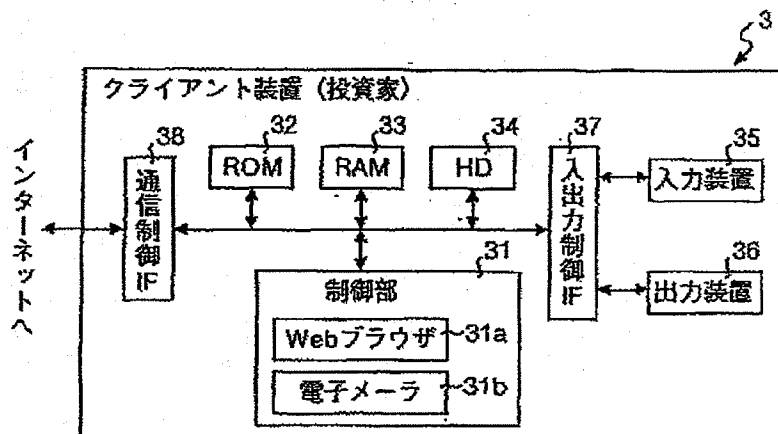 3
クライアント装置（投資家）
インターネットへ
38
通信制御IF
32
ROM
33
RAM
34
HD
37
入出力制御IF
35
入力装置
36
出力装置
31
制御部
Webブラウザ
31a
電子メーラ
31b